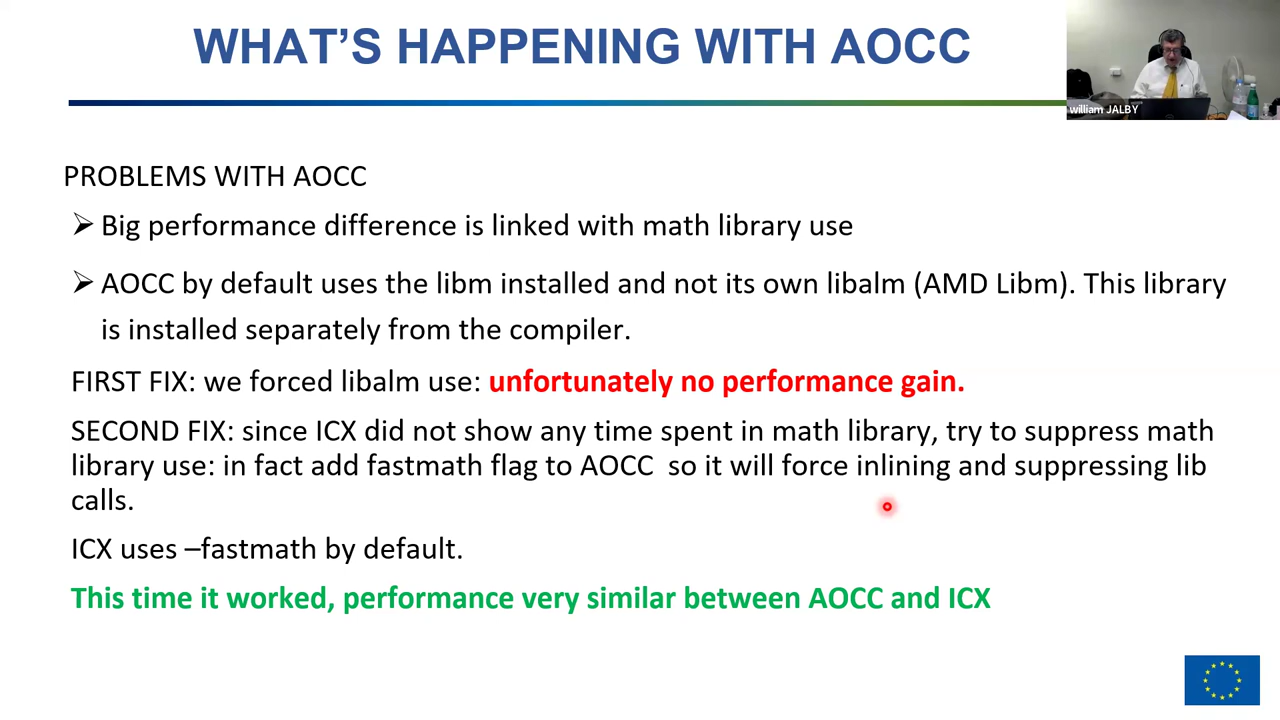 WHAT'S HAPPENING WITH AOCC
william JALBY
PROBLEMS WITH AOCC
➢ Big performance difference is linked with math library use
➢ AOCC by default uses the libm installed and not its own libalm (AMD Libm). This library
is installed separately from the compiler.
FIRST FIX: we forced libalm use: unfortunately no performance gain.
SECOND FIX: since ICX did not show any time spent in math library, try to suppress math
library use: in fact add fastmath flag to AOCC so it will force inlining and suppressing lib
calls.
ICX uses –fastmath by default.
This time it worked, performance very similar between AOCC and ICX